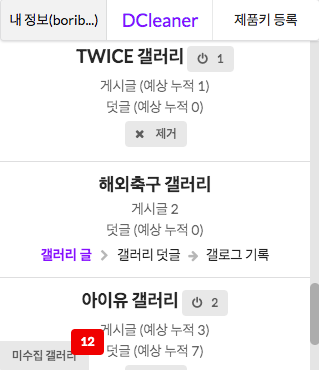 내 정보(borib...) DCleaner 제품키 등록
TWICE 갤러리 1
게시글 (예상 누적 1)
덧글 (예상 누적 0)
제거
해외축구 갤러리
게시글 2
덧글 (예상 누적 0)
갤러리 글 갤러리 덧글 갤로그 기록
아이유 갤러리 2
게시글 (예상 누적 3)
12
덧글 (예상 누적 7)
미수집 갤러리